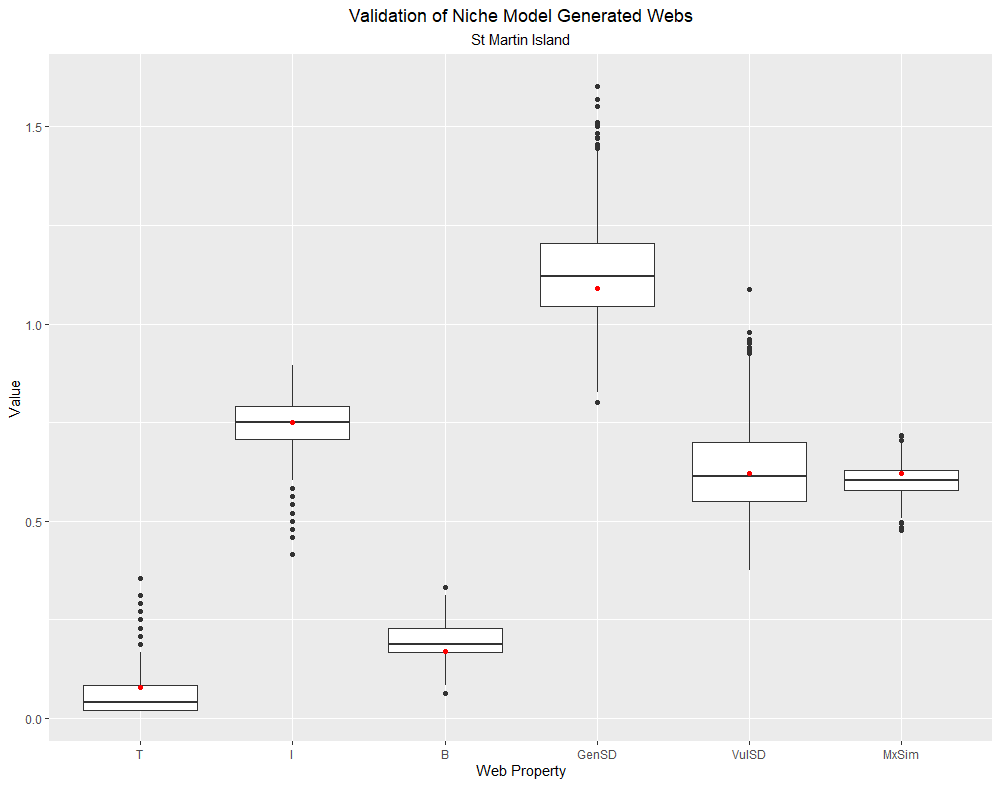 Validation of Niche Model Generated Webs
St Martin Island
Value
1.5
1.0
0.5
0.0
T I B GenSD VulSD MxSim
Web Property